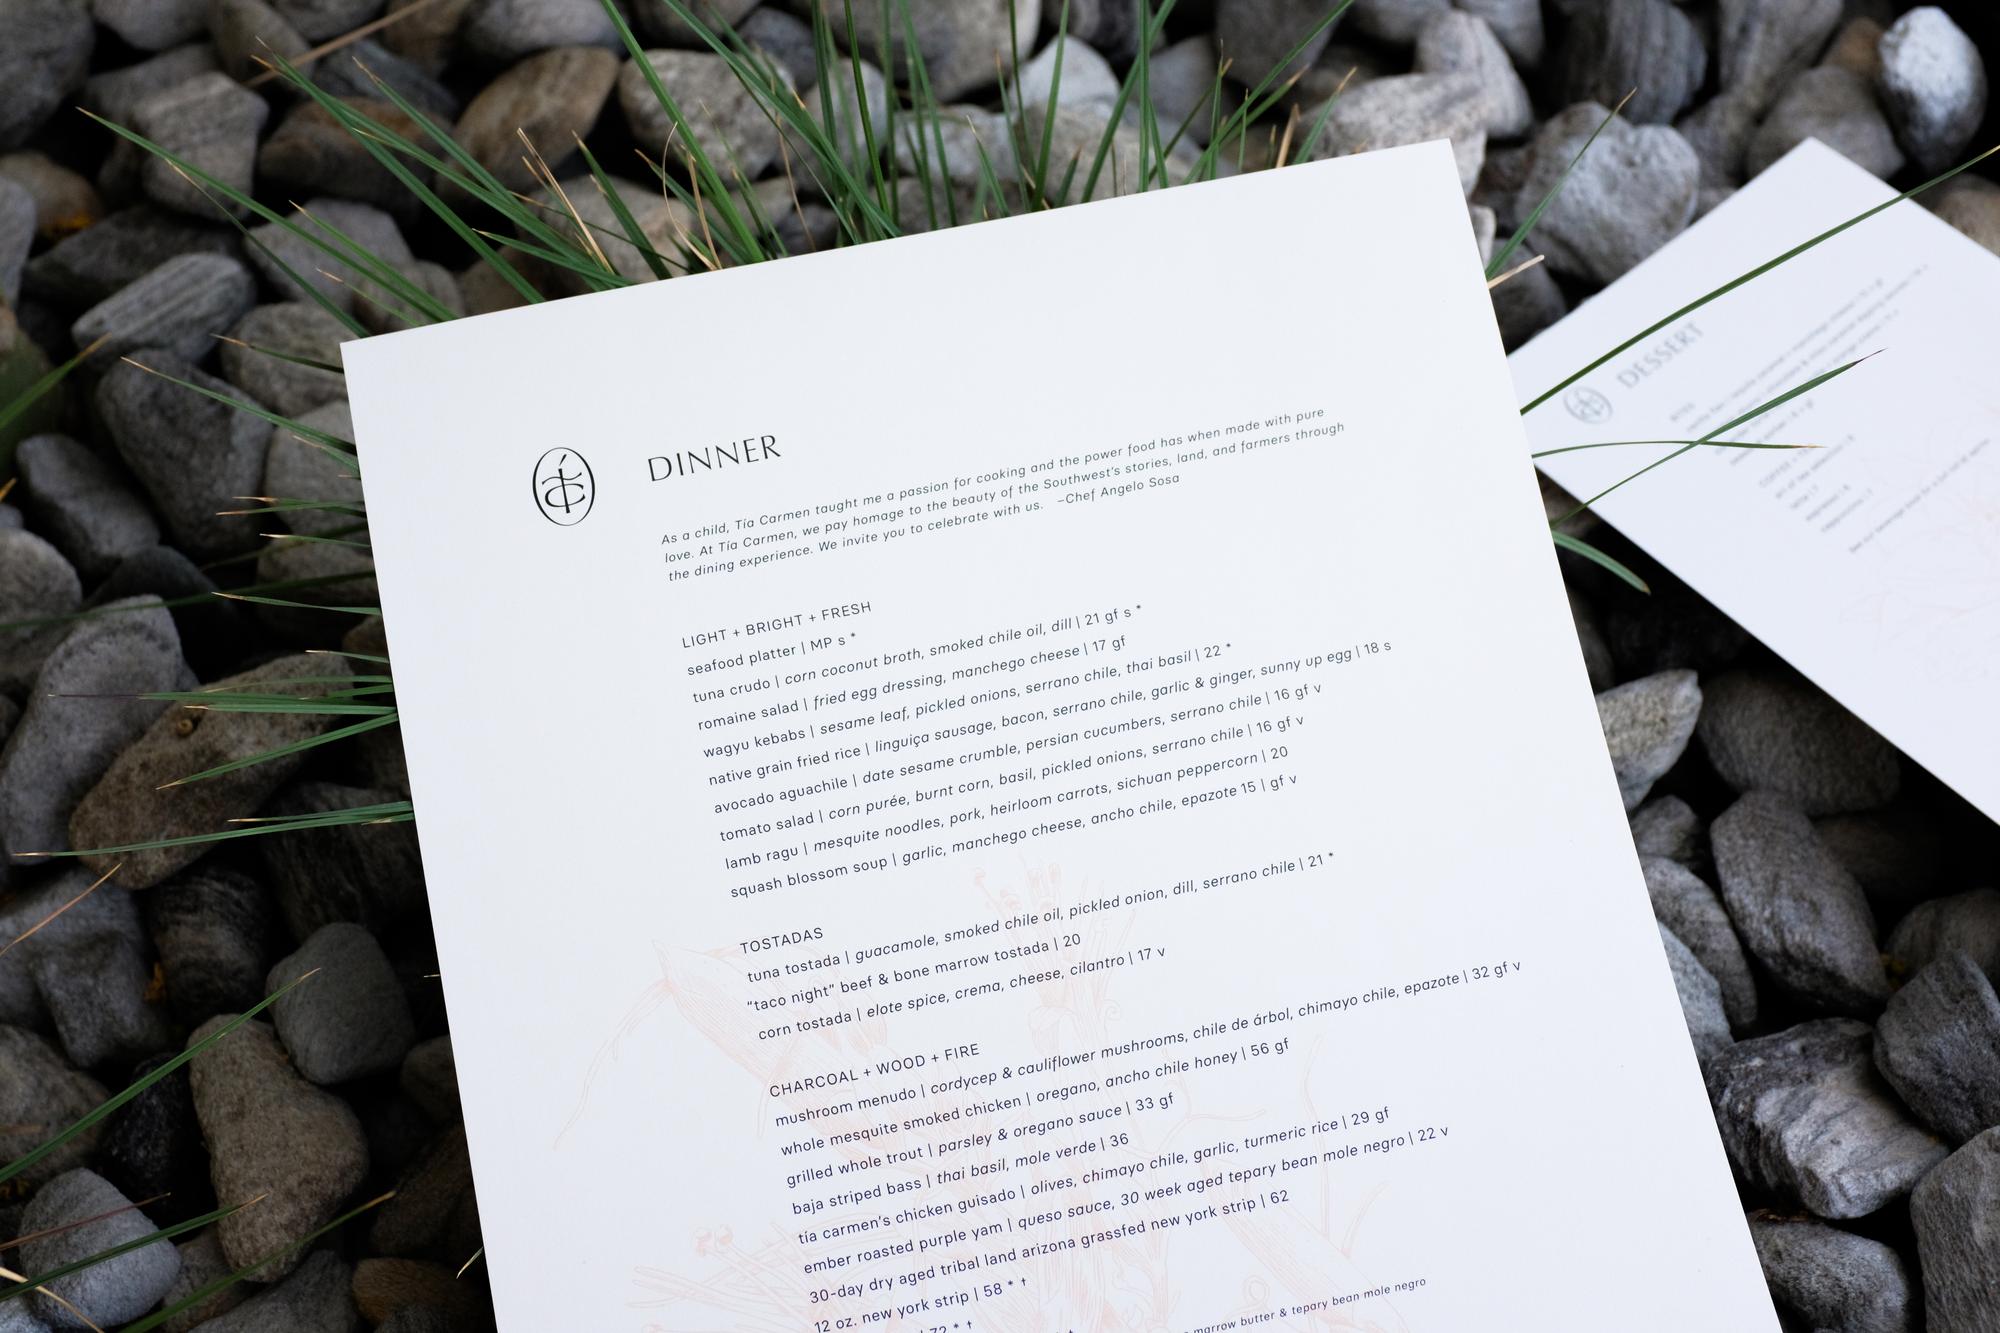 DINNER
As a child, Tía Carmen taught me a passion for cooking and the power food has when made with pure
love. At Tía Carmen, we pay homage to the beauty of the Southwest's stories, land, and farmers through
the dining experience. We invite you to celebrate with us. –Chef Angelo Sosa
LIGHT + BRIGHT + FRESH
seafood platter | MP s *
tuna crudo | corn coconut broth, smoked chile oil, dill | 21 gf s *
romaine salad | fried egg dressing, manchego cheese | 17 gf
wagyu kebabs | sesame leaf, pickled onions, serrano chile, thai basil | 22 *
native grain fried rice | linguiça sausage, bacon, serrano chile, garlic & ginger, sunny up egg | 18 s
avocado aguachile | date sesame crumble, persian cucumbers, serrano chile | 16 gf v
tomato salad | corn purée, burnt corn, basil, pickled onions, serrano chile | 16 gf v
lamb ragu | mesquite noodles, pork, heirloom carrots, sichuan peppercorn | 20
squash blossom soup | garlic, manchego cheese, ancho chile, epazote 15 | gf v
TOSTADAS
tuna tostada | guacamole, smoked chile oil, pickled onion, dill, serrano chile | 21 *
"taco night" beef & bone marrow tostada | 20
corn tostada | elote spice, crema, cheese, cilantro | 17 v
CHARCOAL + WOOD + FIRE
mushroom menudo | cordycep & cauliflower mushrooms, chile de árbol, chimayo chile, epazote | 32 gf v
whole mesquite smoked chicken | oregano, ancho chile honey | 56 gf
grilled whole trout | parsley & oregano sauce | 33 gf
baja striped bass | thai basil, mole verde | 36
tía carmen's chicken guisado | olives, chimayo chile, garlic, turmeric rice | 29 gf
ember roasted purple yam | queso sauce, 30 week aged tepary bean mole negro | 22 v
30-day dry aged tribal land arizona grassfed new york strip | 62
12 oz. new york strip | 58 * †
| 72 * †
marrow butter & tepary bean mole negro
DESSERT